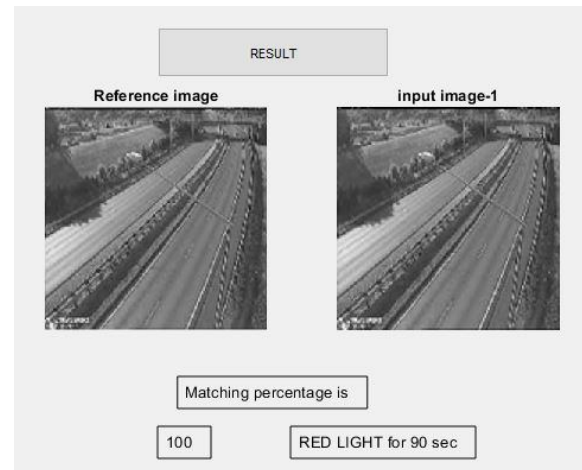 RESULT
Reference image
input image-1
Matching percentage is
100
RED LIGHT for 90 sec